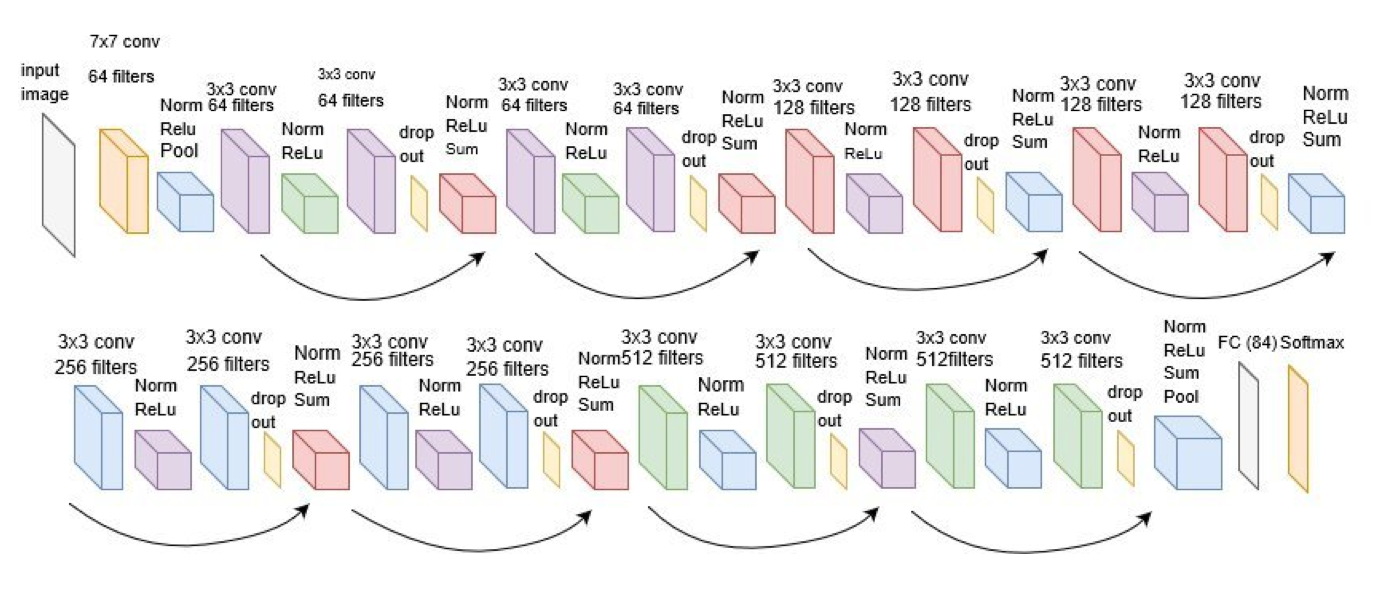 input
image
7x7 conv
64 filters
Norm
Relu
Pool
3x3 conv
64 filters
Norm
ReLu
3x3 conv
64 filters
drop
out
Norm
ReLu
Sum
3x3 conv
64 filters
Norm
ReLu
3x3 conv
64 filters
drop
out
Norm
ReLu
Sum
3x3 conv
128 filters
Norm
ReLu
3x3 conv
128 filters
drop
out
Norm
ReLu
Sum
3x3 conv
128 filters
Norm
ReLu
3x3 conv
128 filters
drop
out
Norm
ReLu
Sum
3x3 conv
256 filters
Norm
ReLu
3x3 conv
256 filters
drop
out
Norm
ReLu
Sum
3x3 conv
256 filters
Norm
ReLu
3x3 conv
256 filters
drop
out
Norm
ReLu
Sum
3x3 conv
512 filters
Norm
ReLu
3x3 conv
512 filters
drop
out
Norm
ReLu
Sum
3x3 conv
512filters
Norm
ReLu
3x3 conv
512 filters
drop
out
Norm
ReLu
Sum
Pool
FC (84)
Softmax